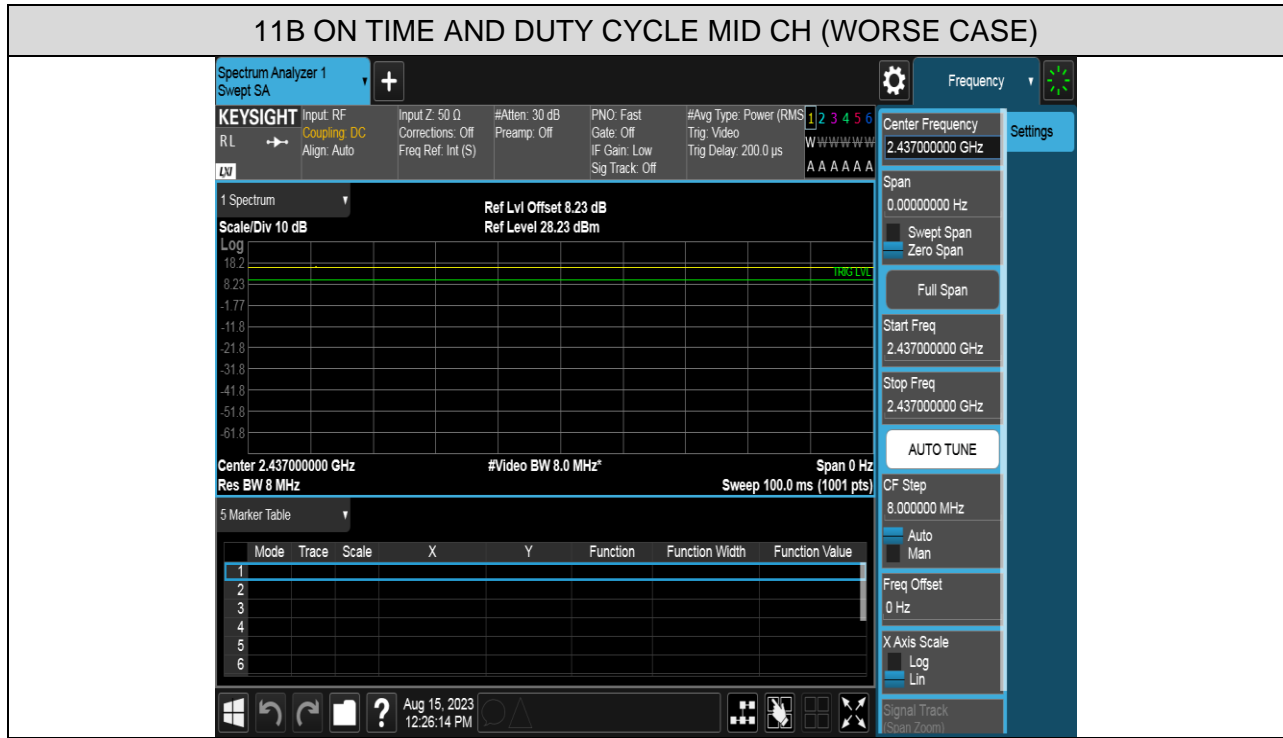 11B ON TIME AND DUTY CYCLE MID CH (WORSE CASE)
Spectrum Analyzer 1
Swept SA
Frequency
KEYSIGHT
RL
LXI
Input: RF
Coupling: DC
Align: Auto
Input Z: 50 Ω
Corrections: Off
Freq Ref: Int (S)
#Atten: 30 dB
Preamp: Off
PNO: Fast
Gate: Off
IF Gain: Low
Sig Track: Off
#Avg Type: Power (RMS
Trig: Video
Trig Delay: 200.0 µs
1 2 3 4 5 6
W W W W W W
A A A A A A
Center Frequency
2.437000000 GHz
Settings
Span
0.00000000 Hz
Swept Span
Zero Span
Full Span
Start Freq
2.437000000 GHz
Stop Freq
2.437000000 GHz
AUTO TUNE
CF Step
8.000000 MHz
Auto
Man
Freq Offset
0 Hz
X Axis Scale
Log
Lin
Signal Track
(Span Zoom)
1 Spectrum
Scale/Div 10 dB
Ref Lvl Offset 8.23 dB
Ref Level 28.23 dBm
Log
18.2
8.23
-1.77
-11.8
-21.8
-31.8
-41.8
-51.8
-61.8
TRIG LVL
Center 2.437000000 GHz #Video BW 8.0 MHz* Span 0 Hz
Res BW 8 MHz Sweep 100.0 ms (1001 pts)
5 Marker Table
Mode Trace Scale X Y Function Function Width Function Value
1
2
3
4
5
6
?
Aug 15, 2023
12:26:14 PM